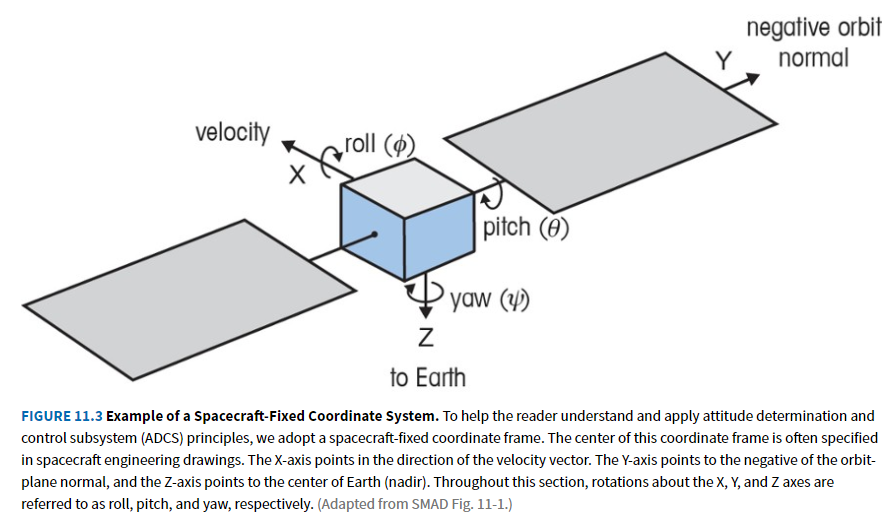 negative orbit
normal
Y
velocity
roll (ϕ)
X
pitch (θ)
yaw (ψ)
Z
to Earth
FIGURE 11.3 Example of a Spacecraft-Fixed Coordinate System. To help the reader understand and apply attitude determination and
control subsystem (ADCS) principles, we adopt a spacecraft-fixed coordinate frame. The center of this coordinate frame is often specified
in spacecraft engineering drawings. The X-axis points in the direction of the velocity vector. The Y-axis points to the negative of the orbit-
plane normal, and the Z-axis points to the center of Earth (nadir). Throughout this section, rotations about the X, Y, and Z axes are
referred to as roll, pitch, and yaw, respectively. (Adapted from SMAD Fig. 11-1.)